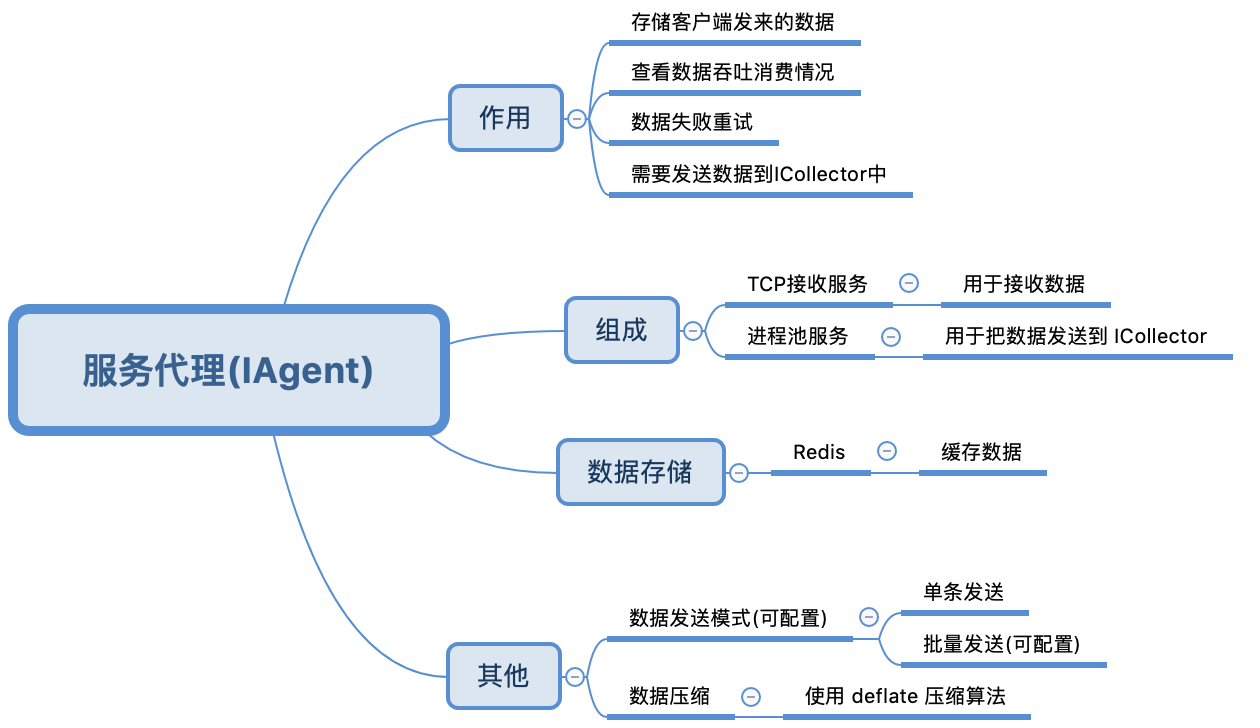 存储客户端发来的数据
查看数据吞吐消费情况
作用
数据失败重试
需要发送数据到ICollector中
TCP接收服务
用于接收数据
组成
进程池服务
用于把数据发送到 ICollector
服务代理(IAgent)
数据存储
Redis
缓存数据
数据发送模式(可配置)
单条发送
批量发送(可配置)
其他
数据压缩
使用 deflate 压缩算法